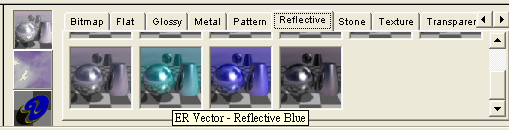 Bitmap Flat Glossy Metal Pattern Reflective Stone Texture Transparer
ER Vector - Reflective Blue